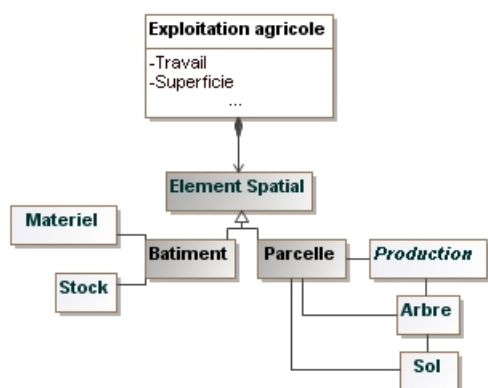 Exploitation agricole
-Travail
-Superficie
...
Element Spatial
Materiel
Batiment
Parcelle
Production
Stock
Arbre
Sol